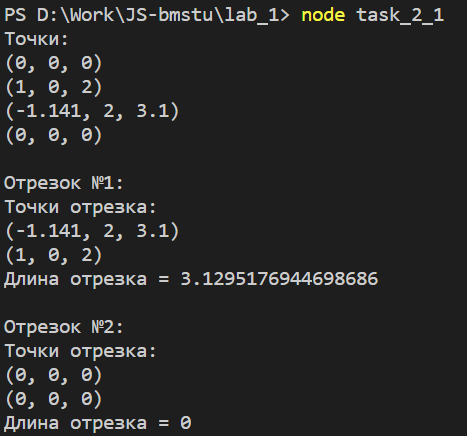 PS D:\Work\JS-bmstu\lab_1> node task_2_1
Точки:
(0, 0, 0)
(1, 0, 2)
(-1.141, 2, 3.1)
(0, 0, 0)
Отрезок №1:
Точки отрезка:
(-1.141, 2, 3.1)
(1, 0, 2)
Длина отрезка = 3.1295176944698686
Отрезок №2:
Точки отрезка:
(0, 0, 0)
(0, 0, 0)
Длина отрезка = 0